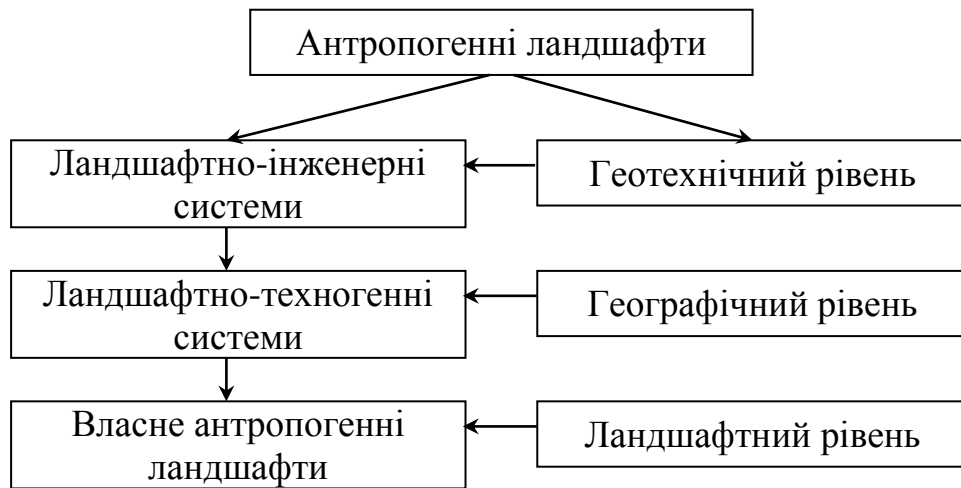 Антропогенні ландшафти
Ландшафтно-інженерні
системи
Геотехнічний рівень
Ландшафтно-техногенні
системи
Географічний рівень
Власне антропогенні
ландшафти
Ландшафтний рівень